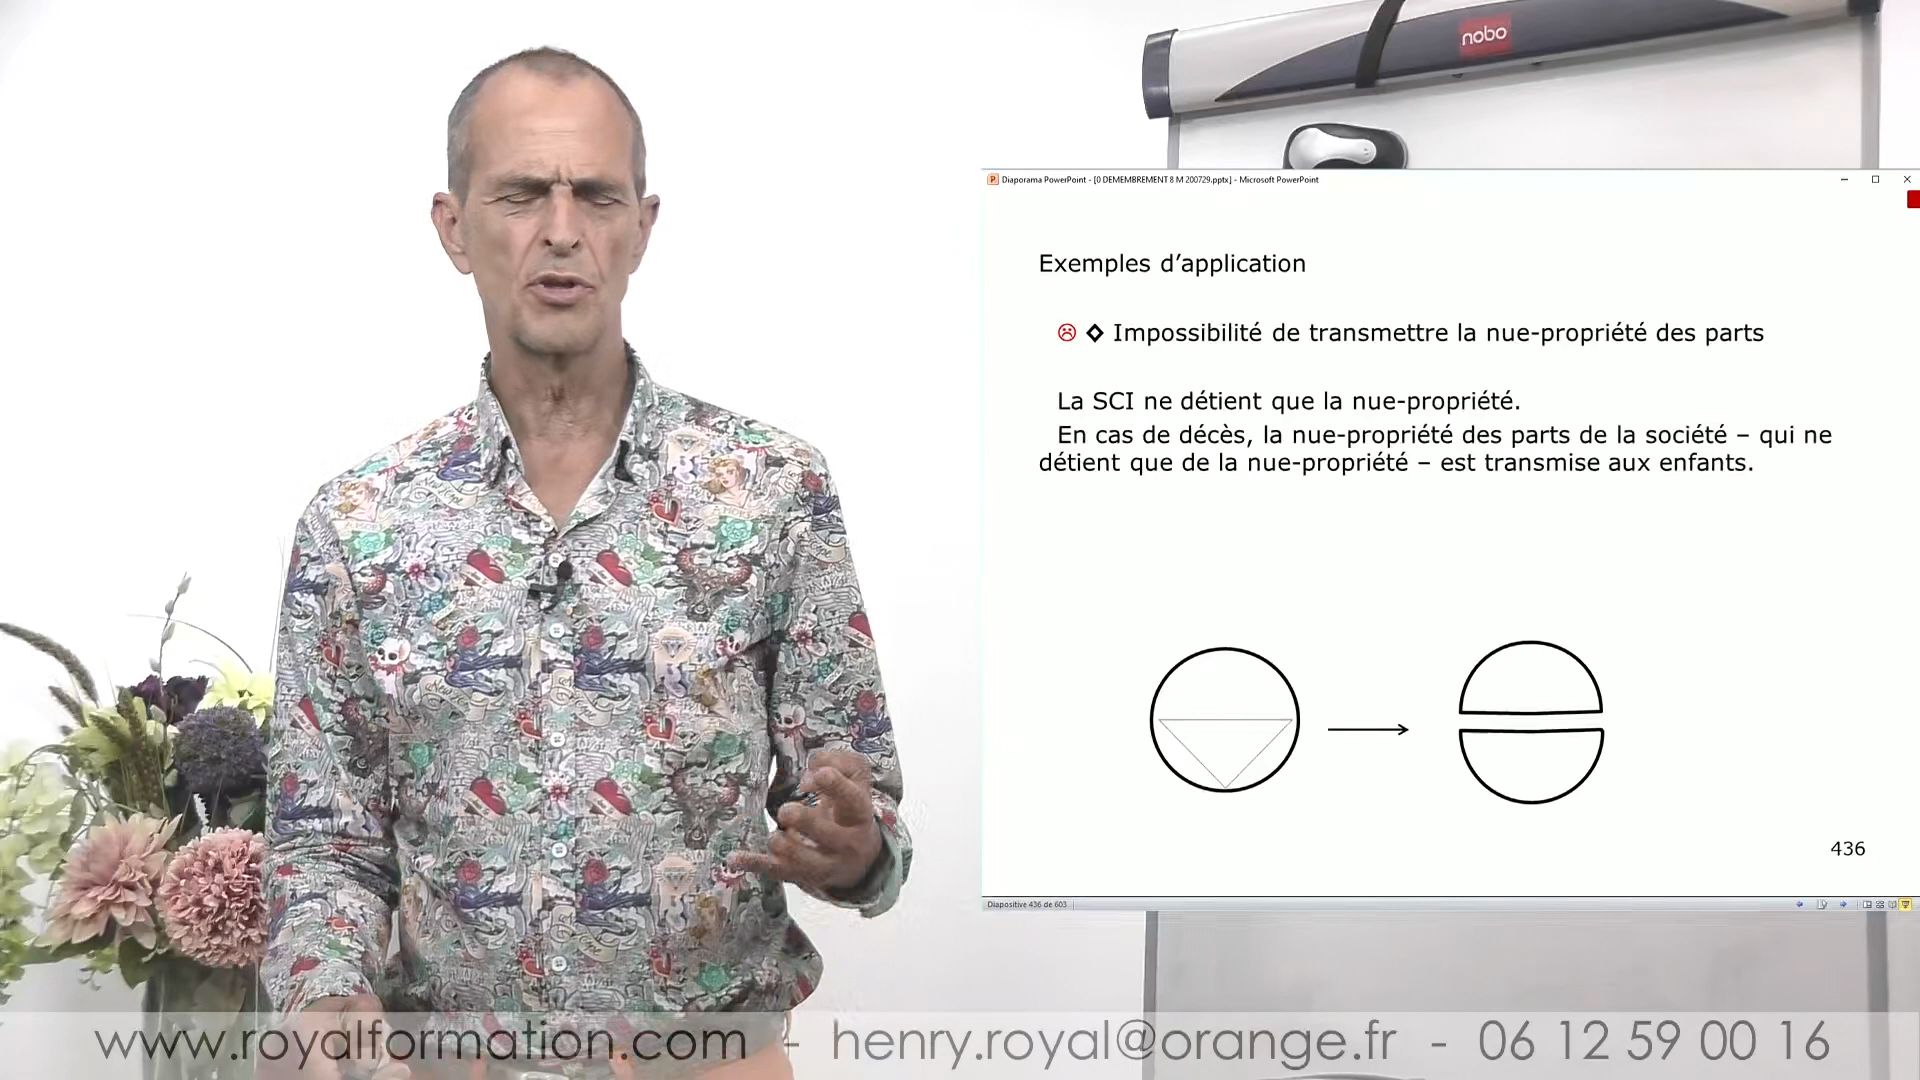 nobo
Diaporama PowerPoint - [0 DEMEMBREMENT 8 M 200729.pptx] - Microsoft PowerPoint
Exemples d’application
Impossibilité de transmettre la nue-propriété des parts
La SCI ne détient que la nue-propriété.
En cas de décès, la nue-propriété des parts de la société – qui ne
détient que de la nue-propriété – est transmise aux enfants.
436
Diapositive 436 de 603
www.royalformation.com - henry.royal@orange.fr - 06 12 59 00 16